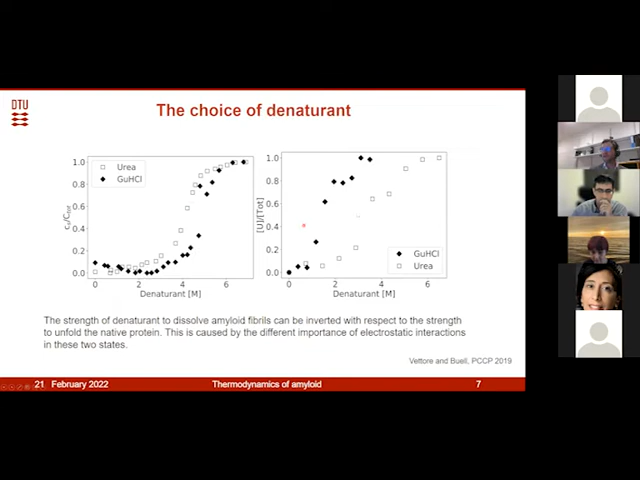 DTU
The choice of denaturant
1.0
0.8
0.6
0.4
0.2
0.0
Urea
GuHCl
0
2
4
6
Denaturant [M]
1.0
0.8
0.6
0.4
0.2
0.0
[U]/[Tot]
GuHCl
Urea
0
2
4
6
Denaturant [M]
The strength of denaturant to dissolve amyloid fibrils can be inverted with respect to the strength
to unfold the native protein. This is caused by the different importance of electrostatic interactions
in these two states.
Vettore and Buell, PCCP 2019
21 February 2022
Thermodynamics of amyloid
7